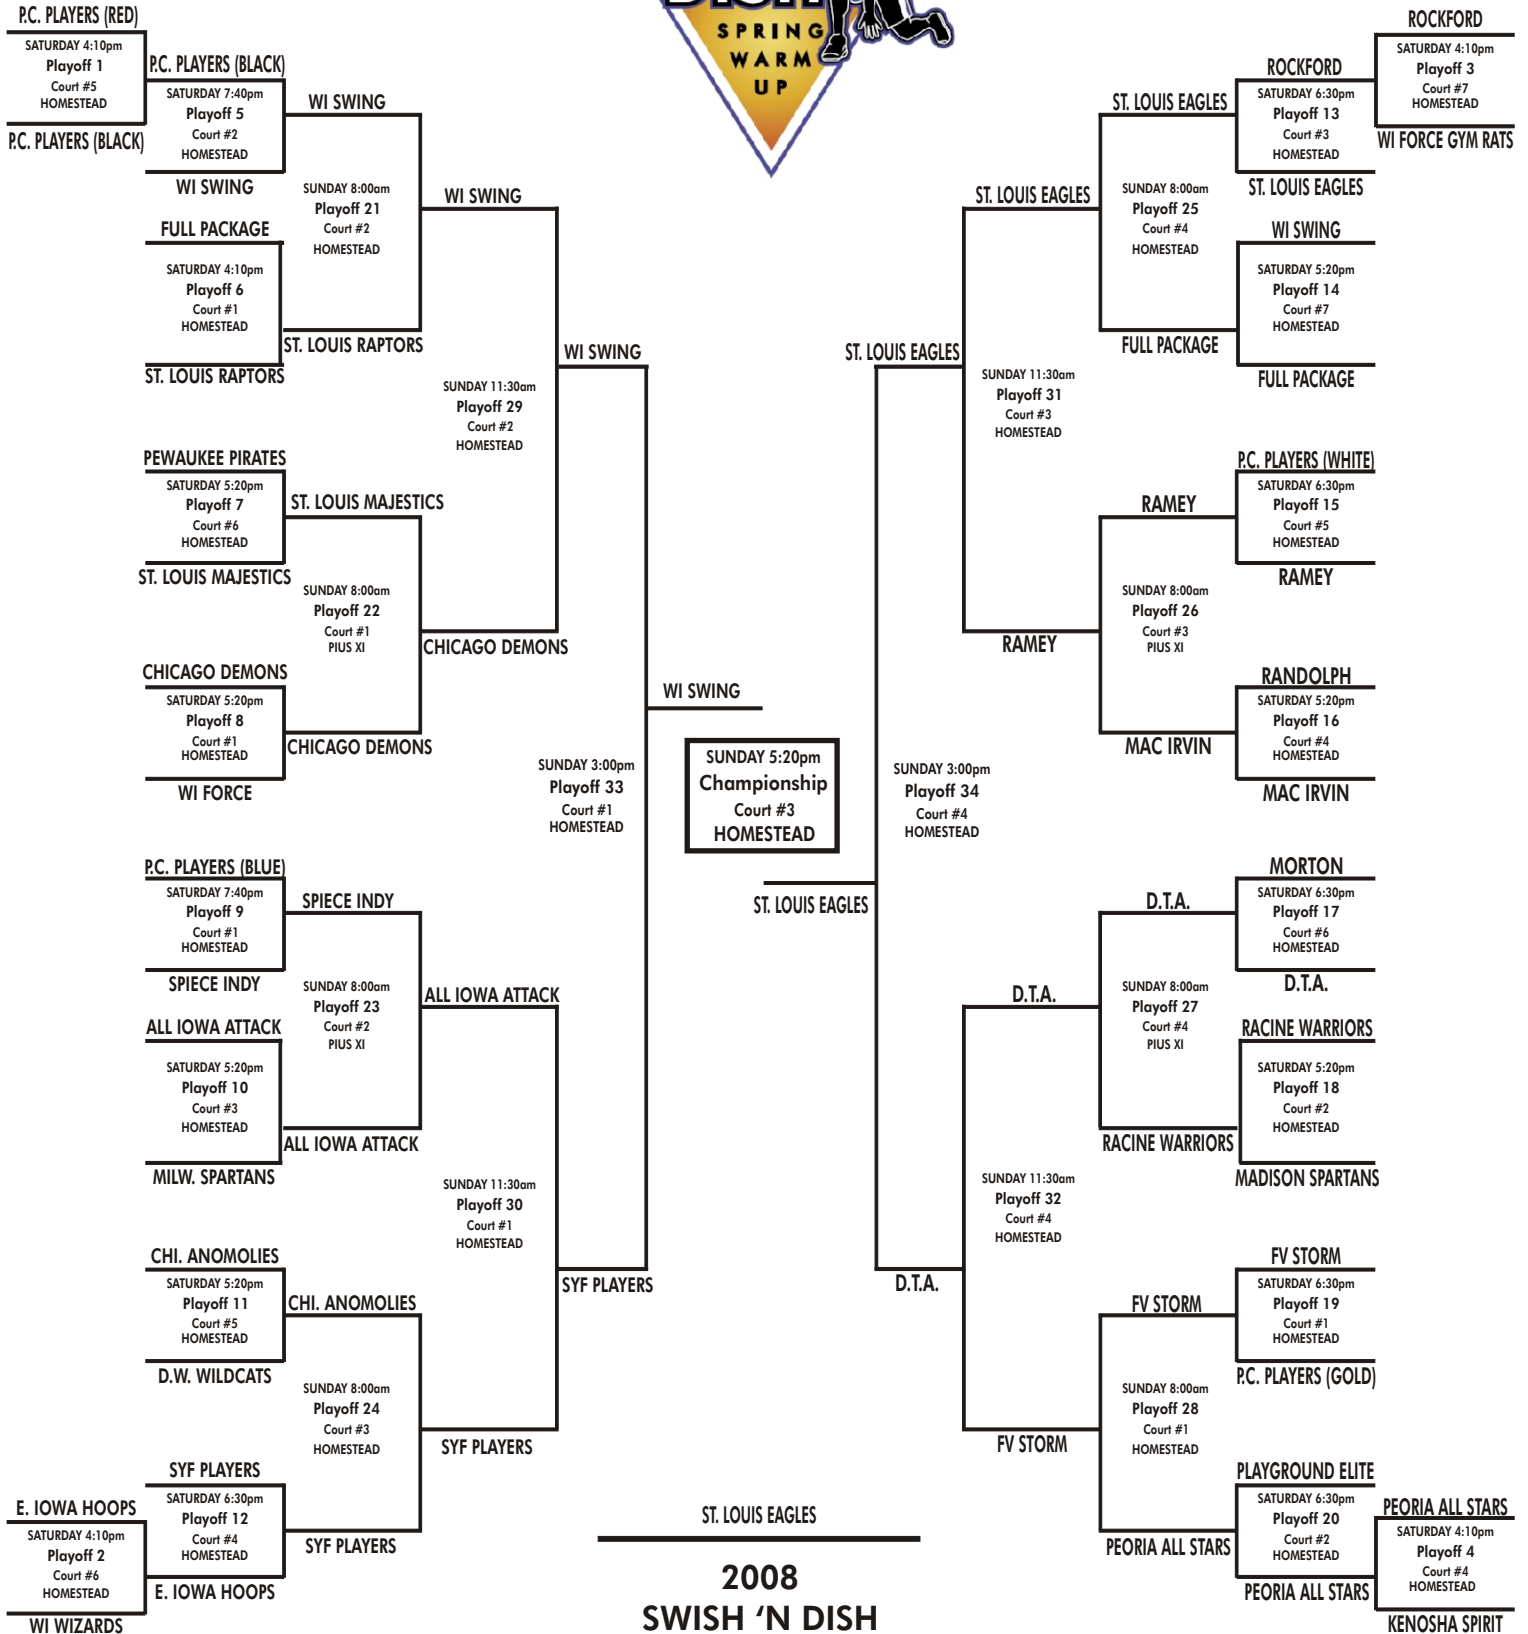 DISH
SPRING
WARM
UP
P.C. PLAYERS (RED)
SATURDAY 4:10pm
Playoff 1
Court #5
HOMESTEAD
P.C. PLAYERS (BLACK)
P.C. PLAYERS (BLACK)
SATURDAY 7:40pm
Playoff 5
Court #2
HOMESTEAD
WI SWING
WI SWING
SUNDAY 8:00am
Playoff 21
Court #2
HOMESTEAD
FULL PACKAGE
SATURDAY 4:10pm
Playoff 6
Court #1
HOMESTEAD
ST. LOUIS RAPTORS
ST. LOUIS RAPTORS
WI SWING
SUNDAY 11:30am
Playoff 29
Court #2
HOMESTEAD
PEWAUKEE PIRATES
SATURDAY 5:20pm
Playoff 7
Court #6
HOMESTEAD
ST. LOUIS MAJESTICS
ST. LOUIS MAJESTICS
SUNDAY 8:00am
Playoff 22
Court #1
PIUS XI
CHICAGO DEMONS
CHICAGO DEMONS
SATURDAY 5:20pm
Playoff 8
Court #1
HOMESTEAD
WI FORCE
CHICAGO DEMONS
WI SWING
SUNDAY 3:00pm
Playoff 33
Court #1
HOMESTEAD
WI SWING
P.C. PLAYERS (BLUE)
SATURDAY 7:40pm
Playoff 9
Court #1
HOMESTEAD
SPIECE INDY
SPIECE INDY
SUNDAY 8:00am
Playoff 23
Court #2
PIUS XI
ALL IOWA ATTACK
ALL IOWA ATTACK
SATURDAY 5:20pm
Playoff 10
Court #3
HOMESTEAD
MILW. SPARTANS
ALL IOWA ATTACK
SUNDAY 11:30am
Playoff 30
Court #1
HOMESTEAD
SYF PLAYERS
CHI. ANOMOLIES
SATURDAY 5:20pm
Playoff 11
Court #5
HOMESTEAD
D.W. WILDCATS
CHI. ANOMOLIES
SUNDAY 8:00am
Playoff 24
Court #3
HOMESTEAD
SYF PLAYERS
SYF PLAYERS
SATURDAY 6:30pm
Playoff 12
Court #4
HOMESTEAD
E. IOWA HOOPS
SYF PLAYERS
E. IOWA HOOPS
SATURDAY 4:10pm
Playoff 2
Court #6
HOMESTEAD
WI WIZARDS
SUNDAY 5:20pm
Championship
Court #3
HOMESTEAD
ROCKFORD
SATURDAY 4:10pm
Playoff 3
Court #7
HOMESTEAD
WI FORCE GYM RATS
ROCKFORD
SATURDAY 6:30pm
Playoff 13
Court #3
HOMESTEAD
ST. LOUIS EAGLES
ST. LOUIS EAGLES
SUNDAY 8:00am
Playoff 25
Court #4
HOMESTEAD
WI SWING
SATURDAY 5:20pm
Playoff 14
Court #7
HOMESTEAD
FULL PACKAGE
FULL PACKAGE
ST. LOUIS EAGLES
SUNDAY 11:30am
Playoff 31
Court #3
HOMESTEAD
ST. LOUIS EAGLES
P.C. PLAYERS (WHITE)
SATURDAY 6:30pm
Playoff 15
Court #5
HOMESTEAD
RAMEY
RAMEY
SUNDAY 8:00am
Playoff 26
Court #3
PIUS XI
RAMEY
RANDOLPH
SATURDAY 5:20pm
Playoff 16
Court #4
HOMESTEAD
MAC IRVIN
MAC IRVIN
SUNDAY 3:00pm
Playoff 34
Court #4
HOMESTEAD
ST. LOUIS EAGLES
MORTON
SATURDAY 6:30pm
Playoff 17
Court #6
HOMESTEAD
D.T.A.
D.T.A.
SUNDAY 8:00am
Playoff 27
Court #4
PIUS XI
D.T.A.
RACINE WARRIORS
SATURDAY 5:20pm
Playoff 18
Court #2
HOMESTEAD
MADISON SPARTANS
RACINE WARRIORS
SUNDAY 11:30am
Playoff 32
Court #4
HOMESTEAD
D.T.A.
FV STORM
SATURDAY 6:30pm
Playoff 19
Court #1
HOMESTEAD
P.C. PLAYERS (GOLD)
FV STORM
SUNDAY 8:00am
Playoff 28
Court #1
HOMESTEAD
FV STORM
PLAYGROUND ELITE
SATURDAY 6:30pm
Playoff 20
Court #2
HOMESTEAD
PEORIA ALL STARS
PEORIA ALL STARS
PEORIA ALL STARS
SATURDAY 4:10pm
Playoff 4
Court #4
HOMESTEAD
KENOSHA SPIRIT
ST. LOUIS EAGLES
2008
SWISH ‘N DISH